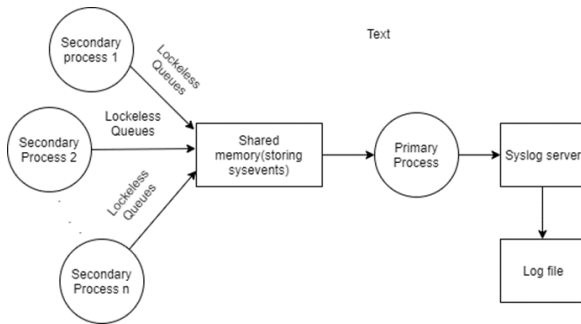 Text
Secondary
process 1
Lockeless
Queues
Lockeless
Queues
Secondary
Process 2
Shared
memory(storing
sysevents)
Primary
Process
Syslog server
Lockeless
Queues
Secondary
Process n
Log file